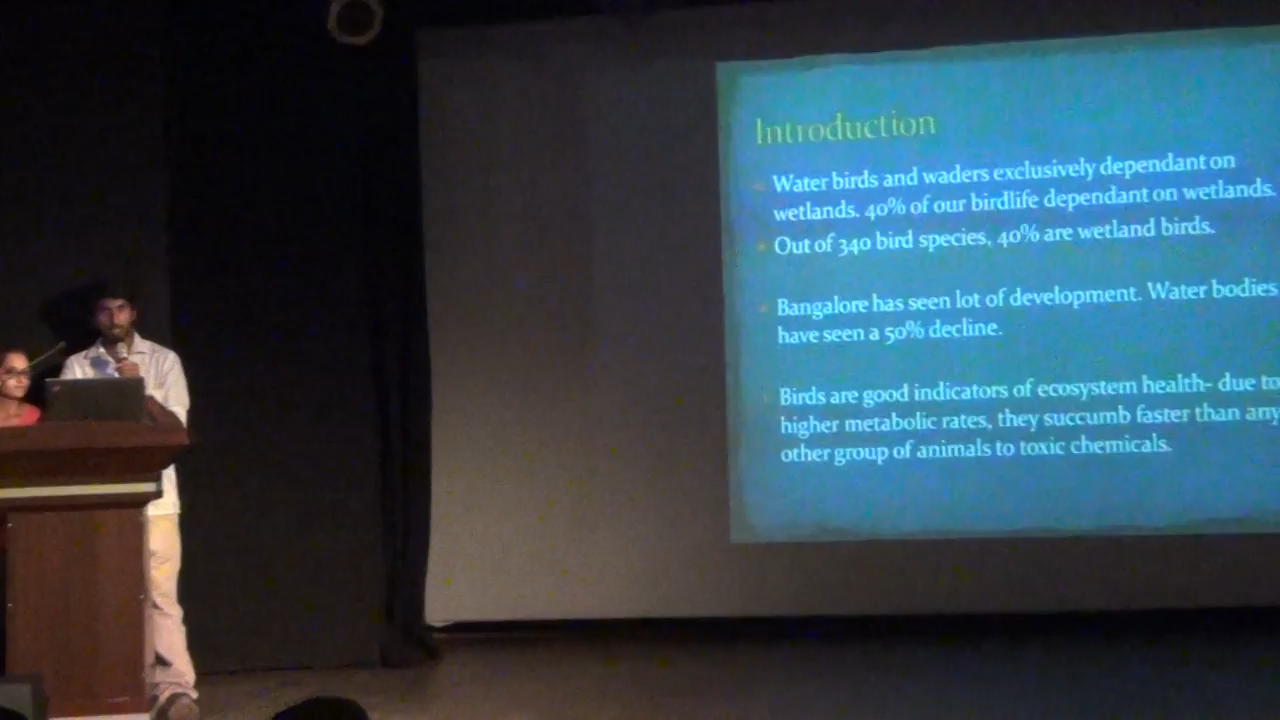 Introduction
Water birds and waders exclusively dependant on
wetlands. 40% of our birdlife dependant on wetlands.
Out of 340 bird species, 40% are wetland birds.
Bangalore has seen lot of development. Water bodies
have seen a 50% decline.
Birds are good indicators of ecosystem health- due to
higher metabolic rates, they succumb faster than any
other group of animals to toxic chemicals.